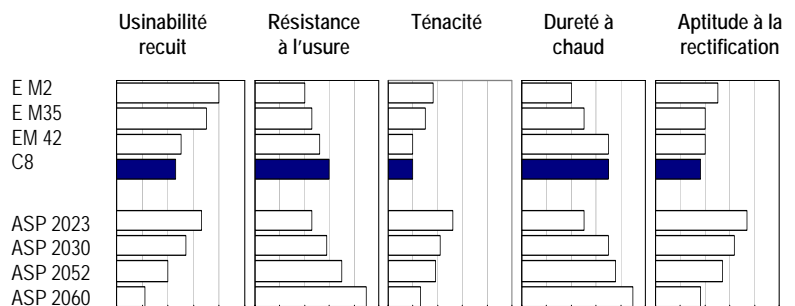 Usinabilité Résistance Ténacité Dureté à Aptitude à la
recuit à l'usure chaud rectification
E M2
E M35
EM 42
C8
ASP 2023
ASP 2030
ASP 2052
ASP 2060